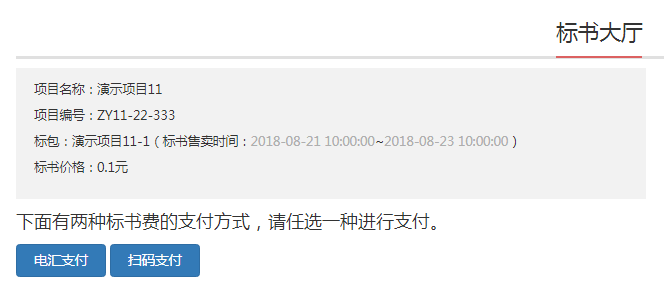 标书大厅
项目名称：演示项目11
项目编号：ZY11-22-333
标包：演示项目11-1（标书售卖时间：2018-08-21 10:00:00~2018-08-23 10:00:00）
标书价格：0.1元
下面有两种标书费的支付方式，请任选一种进行支付。
电汇支付 扫码支付